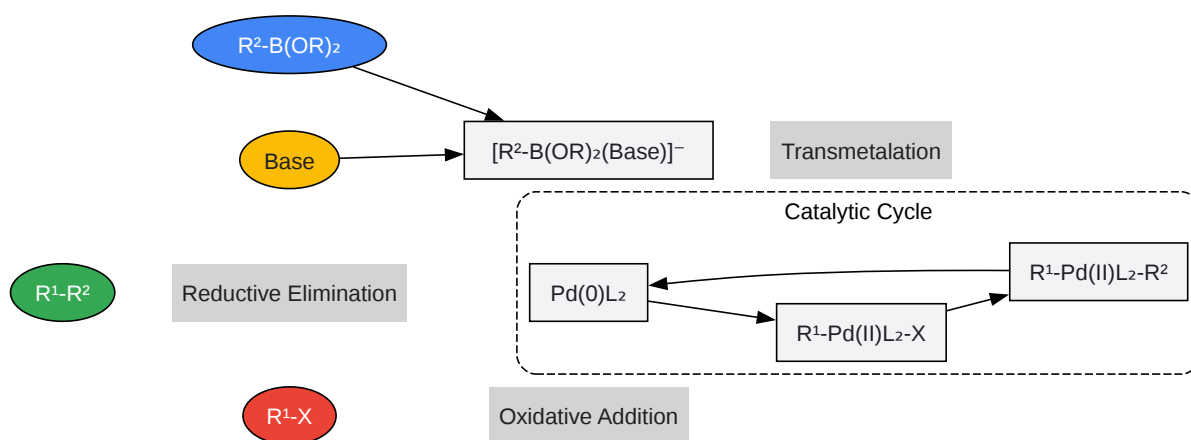 R²-B(OR)₂
Base
[R²-B(OR)₂(Base)]⁻
Transmetalation
Catalytic Cycle
R¹-R²
Reductive Elimination
Pd(0)L₂
R¹-Pd(II)L₂-R²
R¹-Pd(II)L₂-X
R¹-X
Oxidative Addition